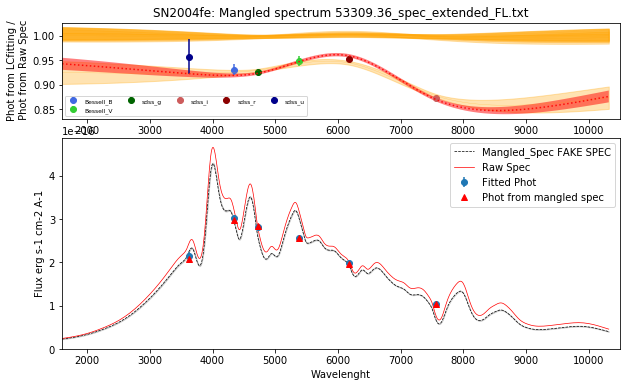 SN2004fe: Mangled spectrum 53309.36_spec_extended_FL.txt
Phot from LCfitting /
Phot from Raw Spec
1.00
0.95
0.90
0.85
Bessell_B
sdss_g
sdss_i
sdss_r
sdss_u
Bessell_V
2000 3000 4000 5000 6000 7000 8000 9000 10000
1e−16
Flux erg s-1 cm-2 A-1
4
3
2
1
0
Mangled_Spec FAKE SPEC
Raw Spec
Fitted Phot
Phot from mangled spec
2000 3000 4000 5000 6000 7000 8000 9000 10000
Wavelenght